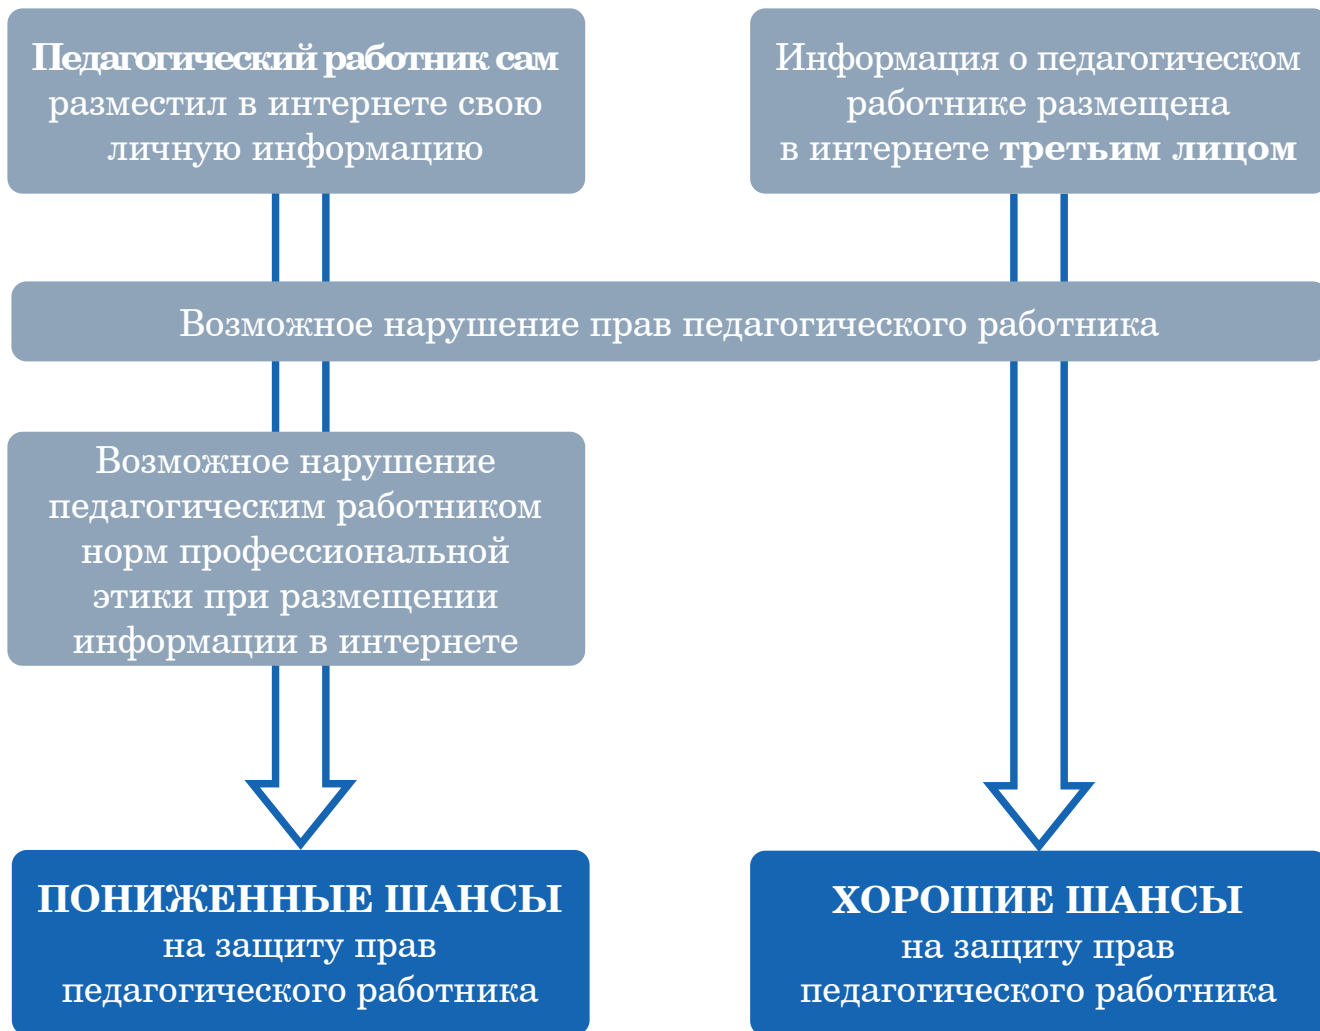 Педагогический работник сам
разместил в интернете свою
личную информацию
Информация о педагогическом
работнике размещена
в интернете третьим лицом
Возможное нарушение прав педагогического работника
Возможное нарушение
педагогическим работником
норм профессиональной
этики при размещении
информации в интернете
ПОНИЖЕННЫЕ ШАНСЫ
на защиту прав
педагогического работника
ХОРОШИЕ ШАНСЫ
на защиту прав
педагогического работника